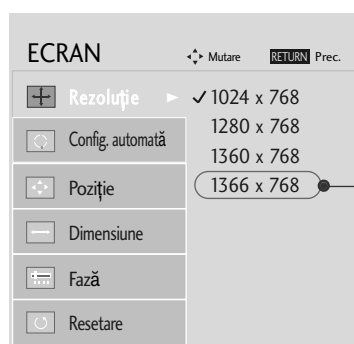 ECRAN
Mutare RETURN Prec.
Rezoluție
1024 x 768
1280 x 768
1360 x 768
1366 x 768
Config. automată
Poziție
Dimensiune
Fază
Resetare